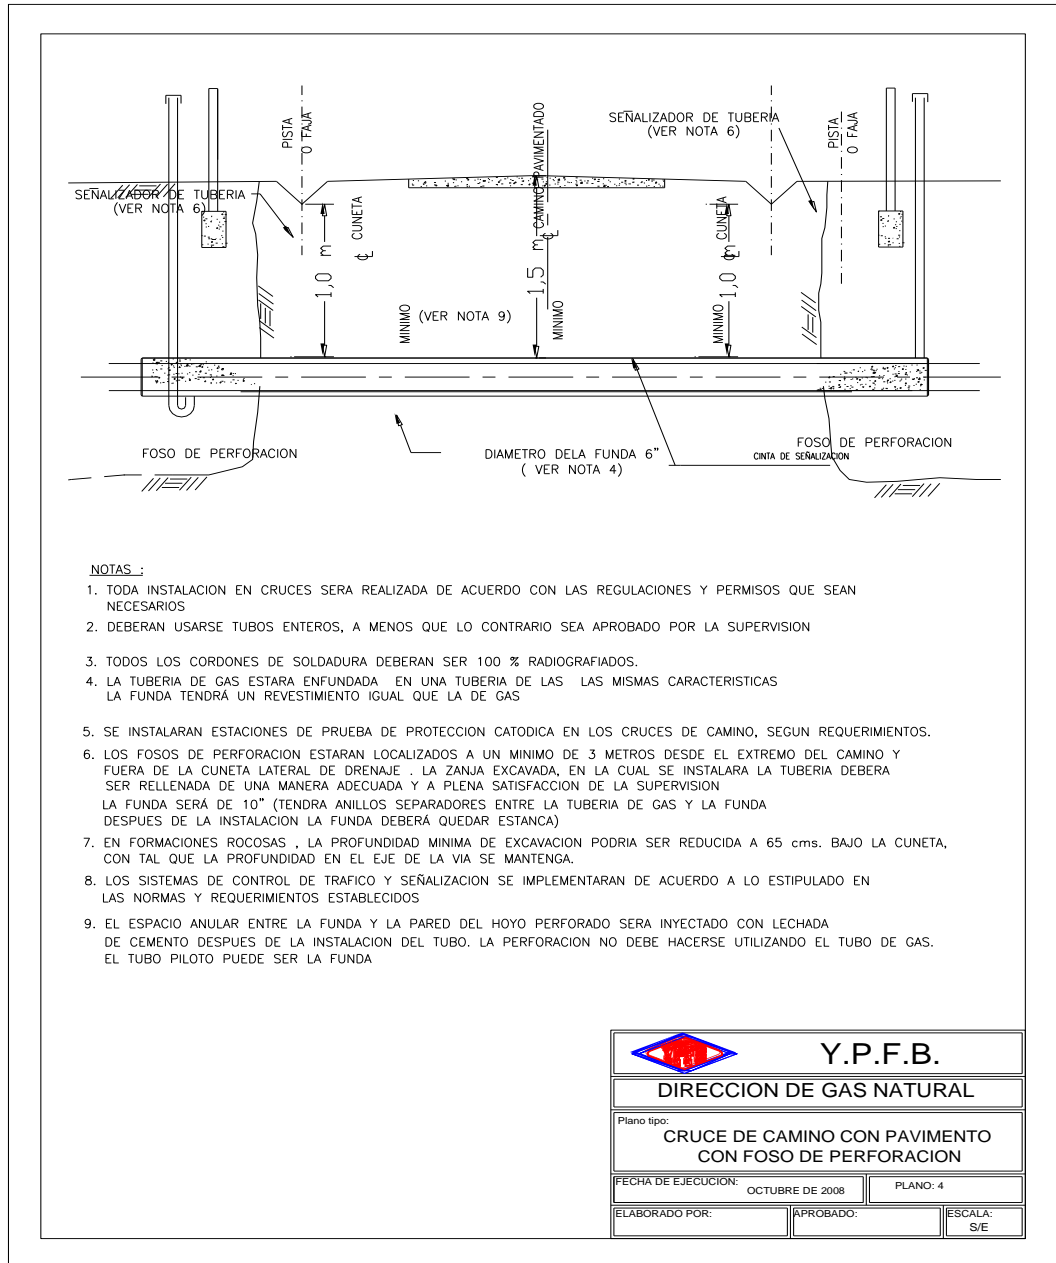 PISTA
O FAJA
CAMINO PAVIMENTADO
SEÑALIZADOR DE TUBERIA
(VER NOTA 6)
PISTA
O FAJA
SEÑALIZADOR DE TUBERIA
(VER NOTA 6)
CUNETA
1,0 m
MINIMO
(VER NOTA 9)
1,5 m
MINIMO
CUNETA
1,0 m
MINIMO
FOSO DE PERFORACION
DIAMETRO DELA FUNDA 6"
( VER NOTA 4)
FOSO DE PERFORACION
CINTA DE SEÑALIZACION
NOTAS :
1. TODA INSTALACION EN CRUCES SERA REALIZADA DE ACUERDO CON LAS REGULACIONES Y PERMISOS QUE SEAN
NECESARIOS
2. DEBERAN USARSE TUBOS ENTEROS, A MENOS QUE LO CONTRARIO SEA APROBADO POR LA SUPERVISION
3. TODOS LOS CORDONES DE SOLDADURA DEBERAN SER 100 % RADIOGRAFIADOS.
4. LA TUBERIA DE GAS ESTARA ENFUNDADA EN UNA TUBERIA DE LAS LAS MISMAS CARACTERISTICAS
LA FUNDA TENDRÁ UN REVESTIMIENTO IGUAL QUE LA DE GAS
5. SE INSTALARAN ESTACIONES DE PRUEBA DE PROTECCION CATODICA EN LOS CRUCES DE CAMINO, SEGUN REQUERIMIENTOS.
6. LOS FOSOS DE PERFORACION ESTARAN LOCALIZADOS A UN MINIMO DE 3 METROS DESDE EL EXTREMO DEL CAMINO Y
FUERA DE LA CUNETA LATERAL DE DRENAJE . LA ZANJA EXCAVADA, EN LA CUAL SE INSTALARA LA TUBERIA DEBERA
SER RELLENADA DE UNA MANERA ADECUADA Y A PLENA SATISFACCION DE LA SUPERVISION
LA FUNDA SERÁ DE 10" (TENDRA ANILLOS SEPARADORES ENTRE LA TUBERIA DE GAS Y LA FUNDA
DESPUES DE LA INSTALACION LA FUNDA DEBERÁ QUEDAR ESTANCA)
7. EN FORMACIONES ROCOSAS , LA PROFUNDIDAD MINIMA DE EXCAVACION PODRIA SER REDUCIDA A 65 cms. BAJO LA CUNETA,
CON TAL QUE LA PROFUNDIDAD EN EL EJE DE LA VIA SE MANTENGA.
8. LOS SISTEMAS DE CONTROL DE TRAFICO Y SEÑALIZACION SE IMPLEMENTARAN DE ACUERDO A LO ESTIPULADO EN
LAS NORMAS Y REQUERIMIENTOS ESTABLECIDOS
9. EL ESPACIO ANULAR ENTRE LA FUNDA Y LA PARED DEL HOYO PERFORADO SERA INYECTADO CON LECHADA
DE CEMENTO DESPUES DE LA INSTALACION DEL TUBO. LA PERFORACION NO DEBE HACERSE UTILIZANDO EL TUBO DE GAS.
EL TUBO PILOTO PUEDE SER LA FUNDA
Y.P.F.B.
DIRECCION DE GAS NATURAL
Plano tipo:
CRUCE DE CAMINO CON PAVIMENTO
CON FOSO DE PERFORACION
FECHA DE EJECUCION:
OCTUBRE DE 2008
PLANO: 4
ELABORADO POR:
APROBADO:
ESCALA:
S/E